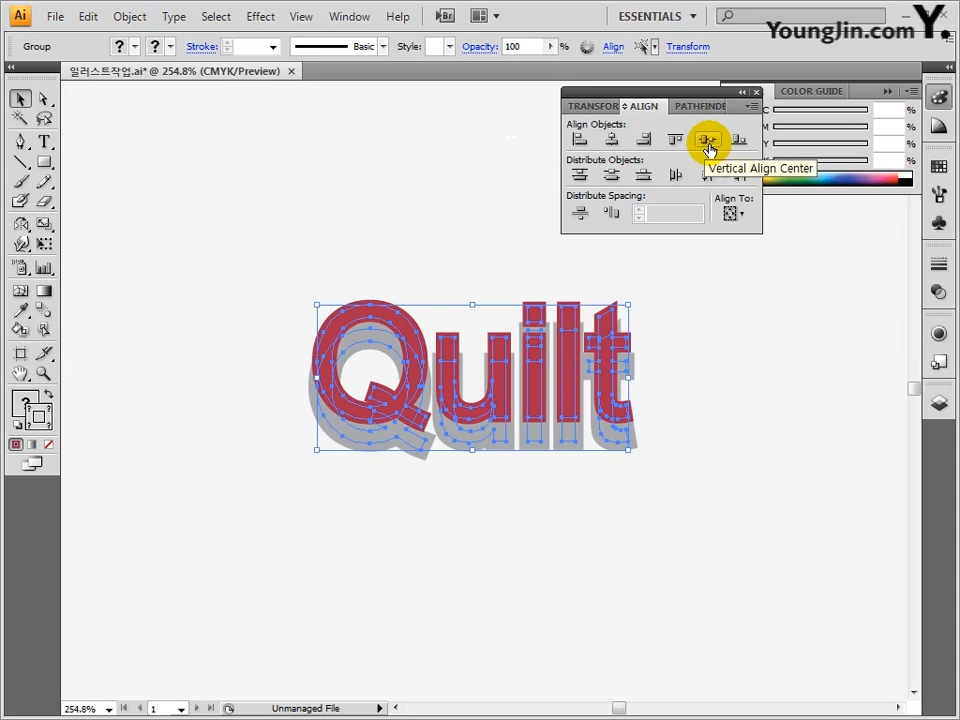 Ai File Edit Object Type Select Effect View Window Help Br ESSENTIALS
YoungJin.com Y.
Group ? ? Stroke: Basic Style: Opacity: 100 % Align Transform
일러스트작업.ai* @ 254.8% (CMYK/Preview)
TRANSFOR ALIGN PATHFINDE
COLOR GUIDE
Align Objects:
C %
M %
Y %
K %
Distribute Objects:
Vertical Align Center
Distribute Spacing:
Align To:
Quilt
254.8% 1 Unmanaged File